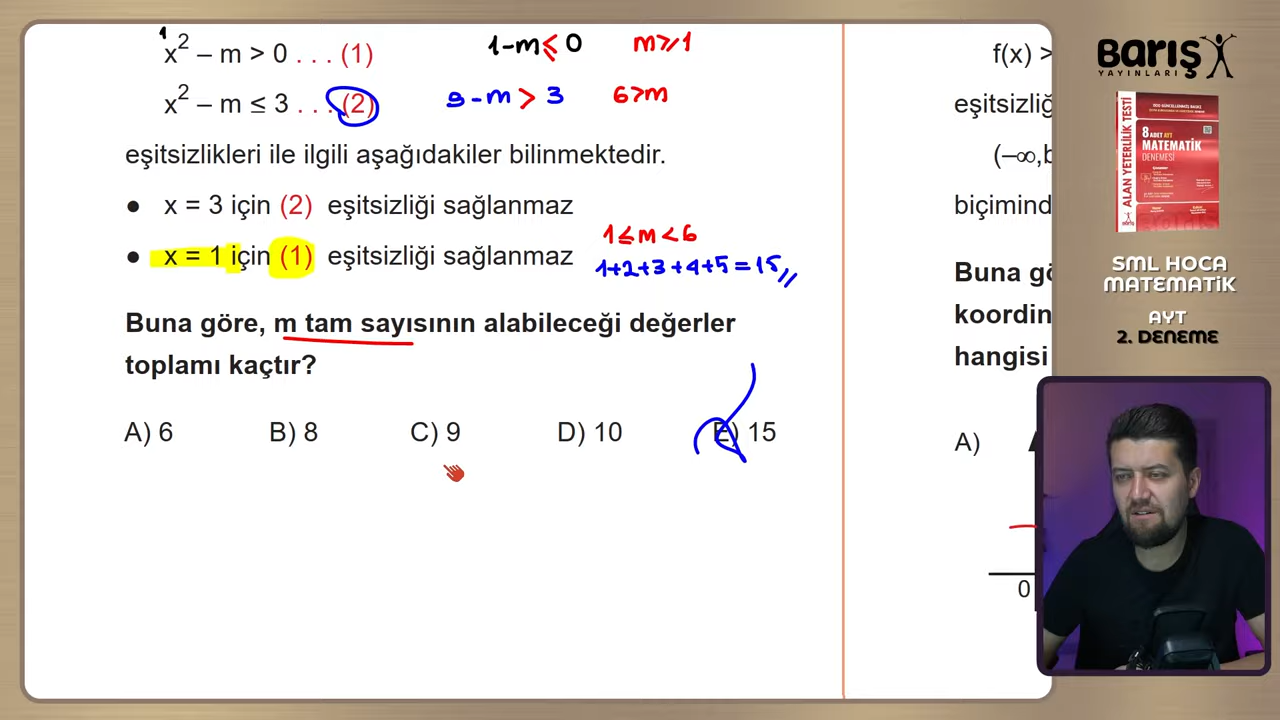 x² – m > 0 . . . (1)
1
1-m ≤ 0
m ≥ 1
x² – m ≤ 3 . . . (2)
9-m > 3
6>m
eşitsizlikleri ile ilgili aşağıdakiler bilinmektedir.
● x = 3 için (2) eşitsizliği sağlanmaz
● x = 1 için (1) eşitsizliği sağlanmaz
1 ≤ m < 6
1+2+3+4+5=15,,
Buna göre, m tam sayısının alabileceği değerler
toplamı kaçtır?
A) 6 B) 8 C) 9 D) 10 E) 15
f(x) >
eşitsizliğ
(–∞,b
biçimind
Buna gö
koordin
hangisi
A)
0
BARIŞ
YAYINLARI
ALAN YETERLİLİK TESTİ
8 ADET AYT
MATEMATİK
DENEMESİ
SML HOCA
MATEMATİK
AYT
2. DENEME